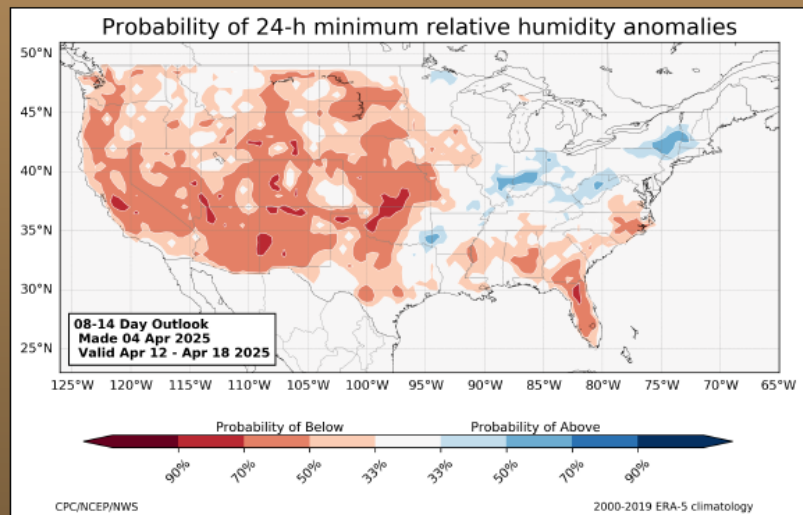 Probability of 24-h minimum relative humidity anomalies
50°N
45°N
40°N
35°N
30°N
25°N
08-14 Day Outlook
Made 04 Apr 2025
Valid Apr 12 - Apr 18 2025
125°W 120°W 115°W 110°W 105°W 100°W 95°W 90°W 85°W 80°W 75°W 70°W 65°W
Probability of Below Probability of Above
90% 70% 50% 33% 33% 50% 70% 90%
CPC/NCEP/NWS 2000-2019 ERA-5 climatology